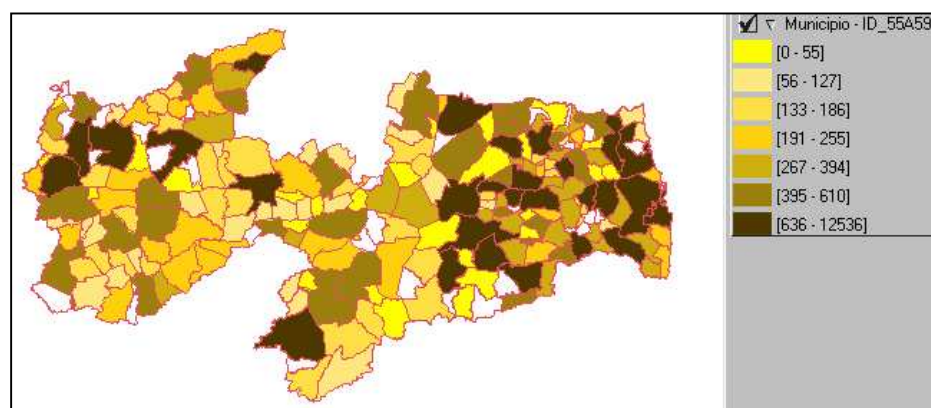 Municipio - ID_55A59
[0 - 55]
[56 - 127]
[133 - 186]
[191 - 255]
[267 - 394]
[395 - 610]
[636 - 12536]